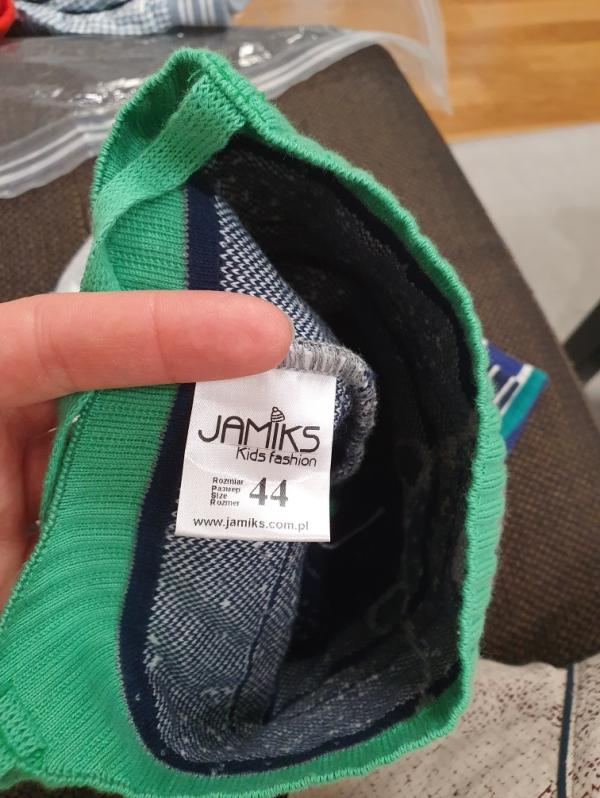 JAMIKS
Kids fashion
Rozmiar
Размер
Size
Rozmer
44
www.jamiks.com.pl